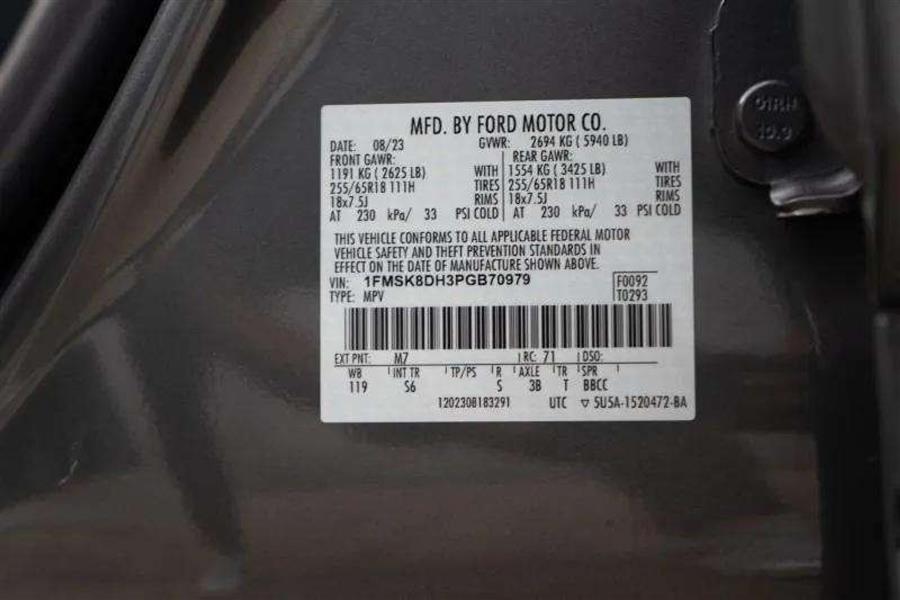 MFD. BY FORD MOTOR CO.
DATE: 08/23 GVWR: 2694 KG ( 5940 LB)
FRONT GAWR: REAR GAWR:
1191 KG ( 2625 LB) WITH 1554 KG ( 3425 LB) WITH
255/65R18 111H TIRES 255/65R18 111H TIRES
18x7.5J RIMS 18x7.5J RIMS
AT 230 kPa/ 33 PSI COLD AT 230 kPa/ 33 PSI COLD
THIS VEHICLE CONFORMS TO ALL APPLICABLE FEDERAL MOTOR
VEHICLE SAFETY AND THEFT PREVENTION STANDARDS IN
EFFECT ON THE DATE OF MANUFACTURE SHOWN ABOVE.
VIN: 1FMSK8DH3PGB70979 F0092
TYPE: MPV T0293
EXT PNT: M7 RC: 71 DSO:
WB INT TR TP/PS R AXLE TR SPR
119 S6 S 3B T BBCC
1202308183291 UTC ▽ 5U5A-1520472-BA